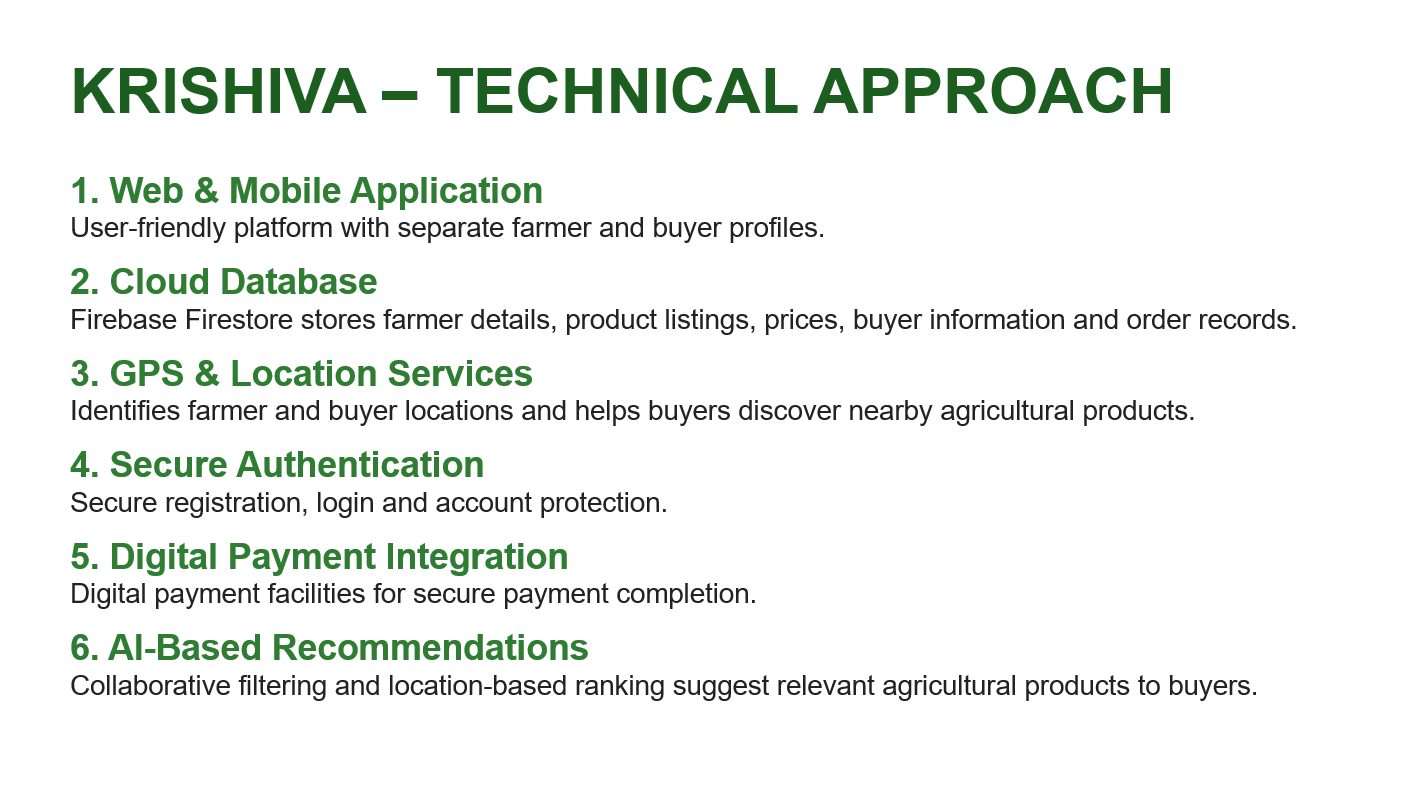 KRISHIVA – TECHNICAL APPROACH
1. Web & Mobile Application
User-friendly platform with separate farmer and buyer profiles.
2. Cloud Database
Firebase Firestore stores farmer details, product listings, prices, buyer information and order records.
3. GPS & Location Services
Identifies farmer and buyer locations and helps buyers discover nearby agricultural products.
4. Secure Authentication
Secure registration, login and account protection.
5. Digital Payment Integration
Digital payment facilities for secure payment completion.
6. AI-Based Recommendations
Collaborative filtering and location-based ranking suggest relevant agricultural products to buyers.